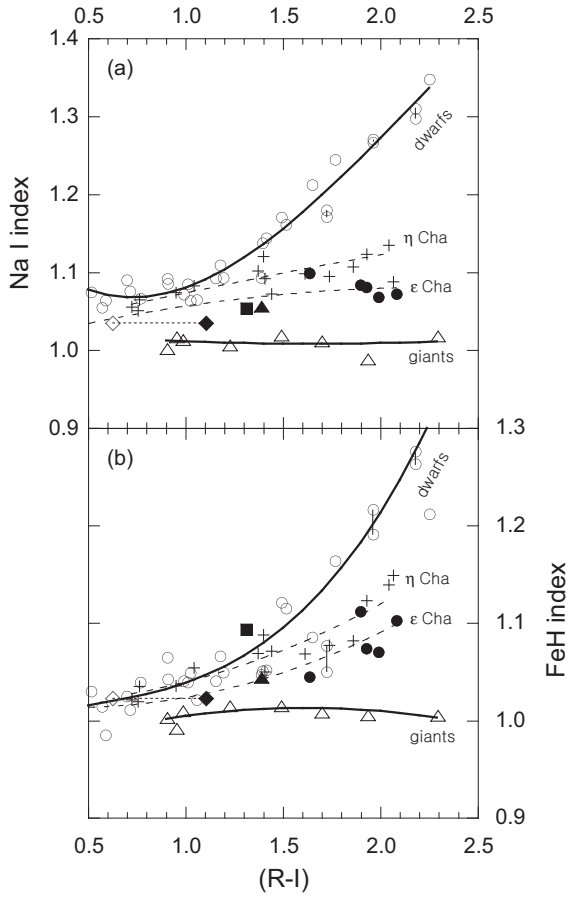 0.5 1.0 1.5 2.0 2.5
1.4
(a)
1.3
dwarfs
1.2
Na I index
η Cha
1.1
ε Cha
1.0
giants
0.9
1.3
(b)
dwarfs
1.2
η Cha
FeH index
ε Cha
1.1
1.0
giants
0.9
0.5 1.0 1.5 2.0 2.5
(R-I)